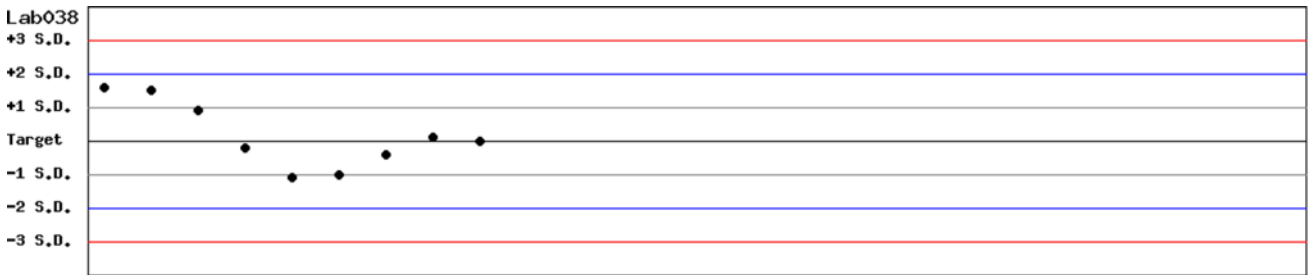 Lab038
+3 S.D.
+2 S.D.
+1 S.D.
Target
-1 S.D.
-2 S.D.
-3 S.D.